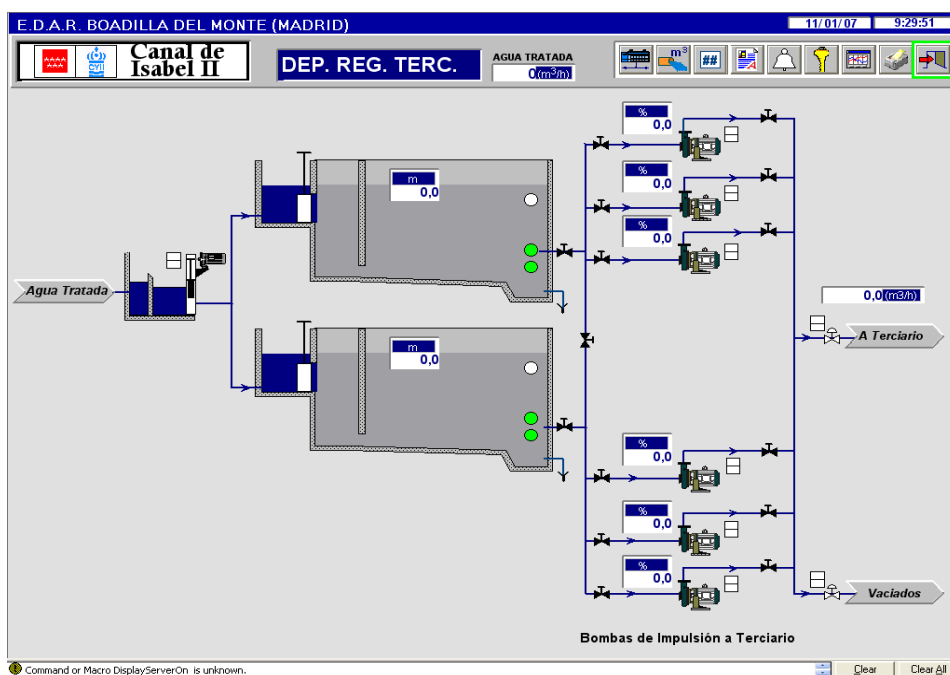 E.D.A.R. BOADILLA DEL MONTE (MADRID)
11/01/07
9:29:51
CYII
Canal de
Isabel II
DEP. REG. TERC.
AGUA TRATADA
0(m³/h)
m³
##
A
%
0,0
m
0,0
%
0,0
%
0,0
Agua Tratada
0,0(m3/h)
A Terciario
m
0,0
%
0,0
%
0,0
%
0,0
Vaciados
Bombas de Impulsión a Terciario
Command or Macro DisplayServerOn is unknown.
Clear
Clear All